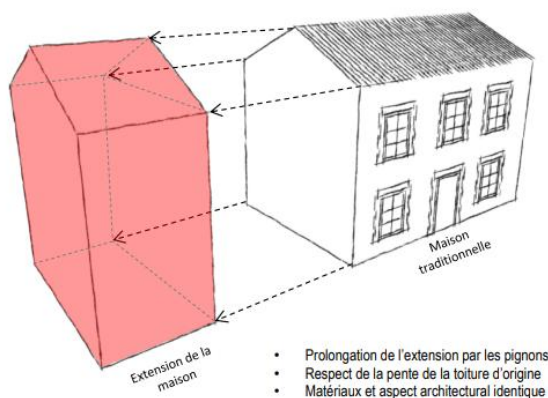 Maison
traditionnelle
Extension de la
maison
• Prolongation de l'extension par les pignons
• Respect de la pente de la toiture d'origine
• Matériaux et aspect architectural identique